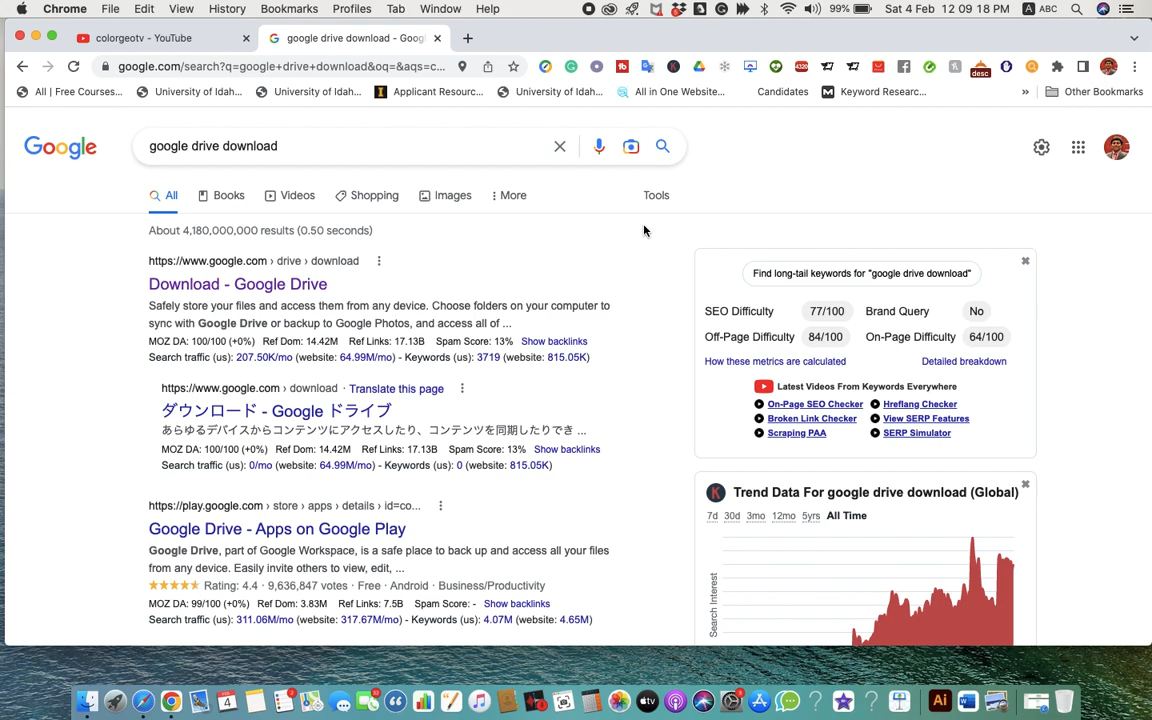 Chrome File Edit View History Bookmarks Profiles Tab Window Help 99% Sat 4 Feb 12 09 18 PM A ABC
colorgeotv - YouTube google drive download - Goog
google.com/search?q=google+drive+download&oq=&aqs=c...
All | Free Courses... University of Idah... University of Idah... Applicant Resourc... University of Idah... All in One Website... Candidates Keyword Researc... » Other Bookmarks
Google google drive download
All Books Videos Shopping Images More Tools
About 4,180,000,000 results (0.50 seconds)
https://www.google.com › drive › download
Download - Google Drive
Safely store your files and access them from any device. Choose folders on your computer to
sync with Google Drive or backup to Google Photos, and access all of ...
MOZ DA: 100/100 (+0%) Ref Dom: 14.42M Ref Links: 17.13B Spam Score: 13% Show backlinks
Search traffic (us): 207.50K/mo (website: 64.99M/mo) - Keywords (us): 3719 (website: 815.05K)
https://www.google.com › download · Translate this page
ダウンロード - Google ドライブ
あらゆるデバイスからコンテンツにアクセスしたり、コンテンツを同期したりでき ...
MOZ DA: 100/100 (+0%) Ref Dom: 14.42M Ref Links: 17.13B Spam Score: 13% Show backlinks
Search traffic (us): 0/mo (website: 64.99M/mo) - Keywords (us): 0 (website: 815.05K)
https://play.google.com › store › apps › details › id=co...
Google Drive - Apps on Google Play
Google Drive, part of Google Workspace, is a safe place to back up and access all your files
from any device. Easily invite others to view, edit, ...
Rating: 4.4 · 9,636,847 votes · Free · Android · Business/Productivity
MOZ DA: 99/100 (+0%) Ref Dom: 3.83M Ref Links: 7.5B Spam Score: - Show backlinks
Search traffic (us): 311.06M/mo (website: 317.67M/mo) - Keywords (us): 4.07M (website: 4.65M)
Find long-tail keywords for "google drive download"
SEO Difficulty 77/100 Brand Query No
Off-Page Difficulty 84/100 On-Page Difficulty 64/100
How these metrics are calculated Detailed breakdown
Latest Videos From Keywords Everywhere
On-Page SEO Checker Hreflang Checker
Broken Link Checker View SERP Features
Scraping PAA SERP Simulator
K Trend Data For google drive download (Global)
7d 30d 3mo 12mo 5yrs All Time
Search Interest